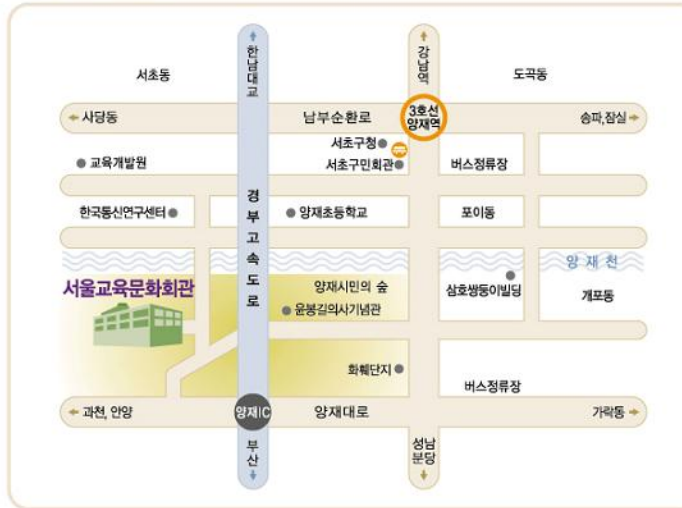 한남대교
강남역
서초동
도곡동
사당동
남부순환로
3호선
양재역
송파,잠실
서초구청
교육개발원
서초구민회관
버스정류장
경부고속도로
한국통신연구센터
양재초등학교
포이동
양재천
서울교육문화회관
양재시민의 숲
삼호쌍둥이빌딩
개포동
윤봉길의사기념관
화훼단지
버스정류장
과천, 안양
양재IC
양재대로
가락동
부산
성남
분당